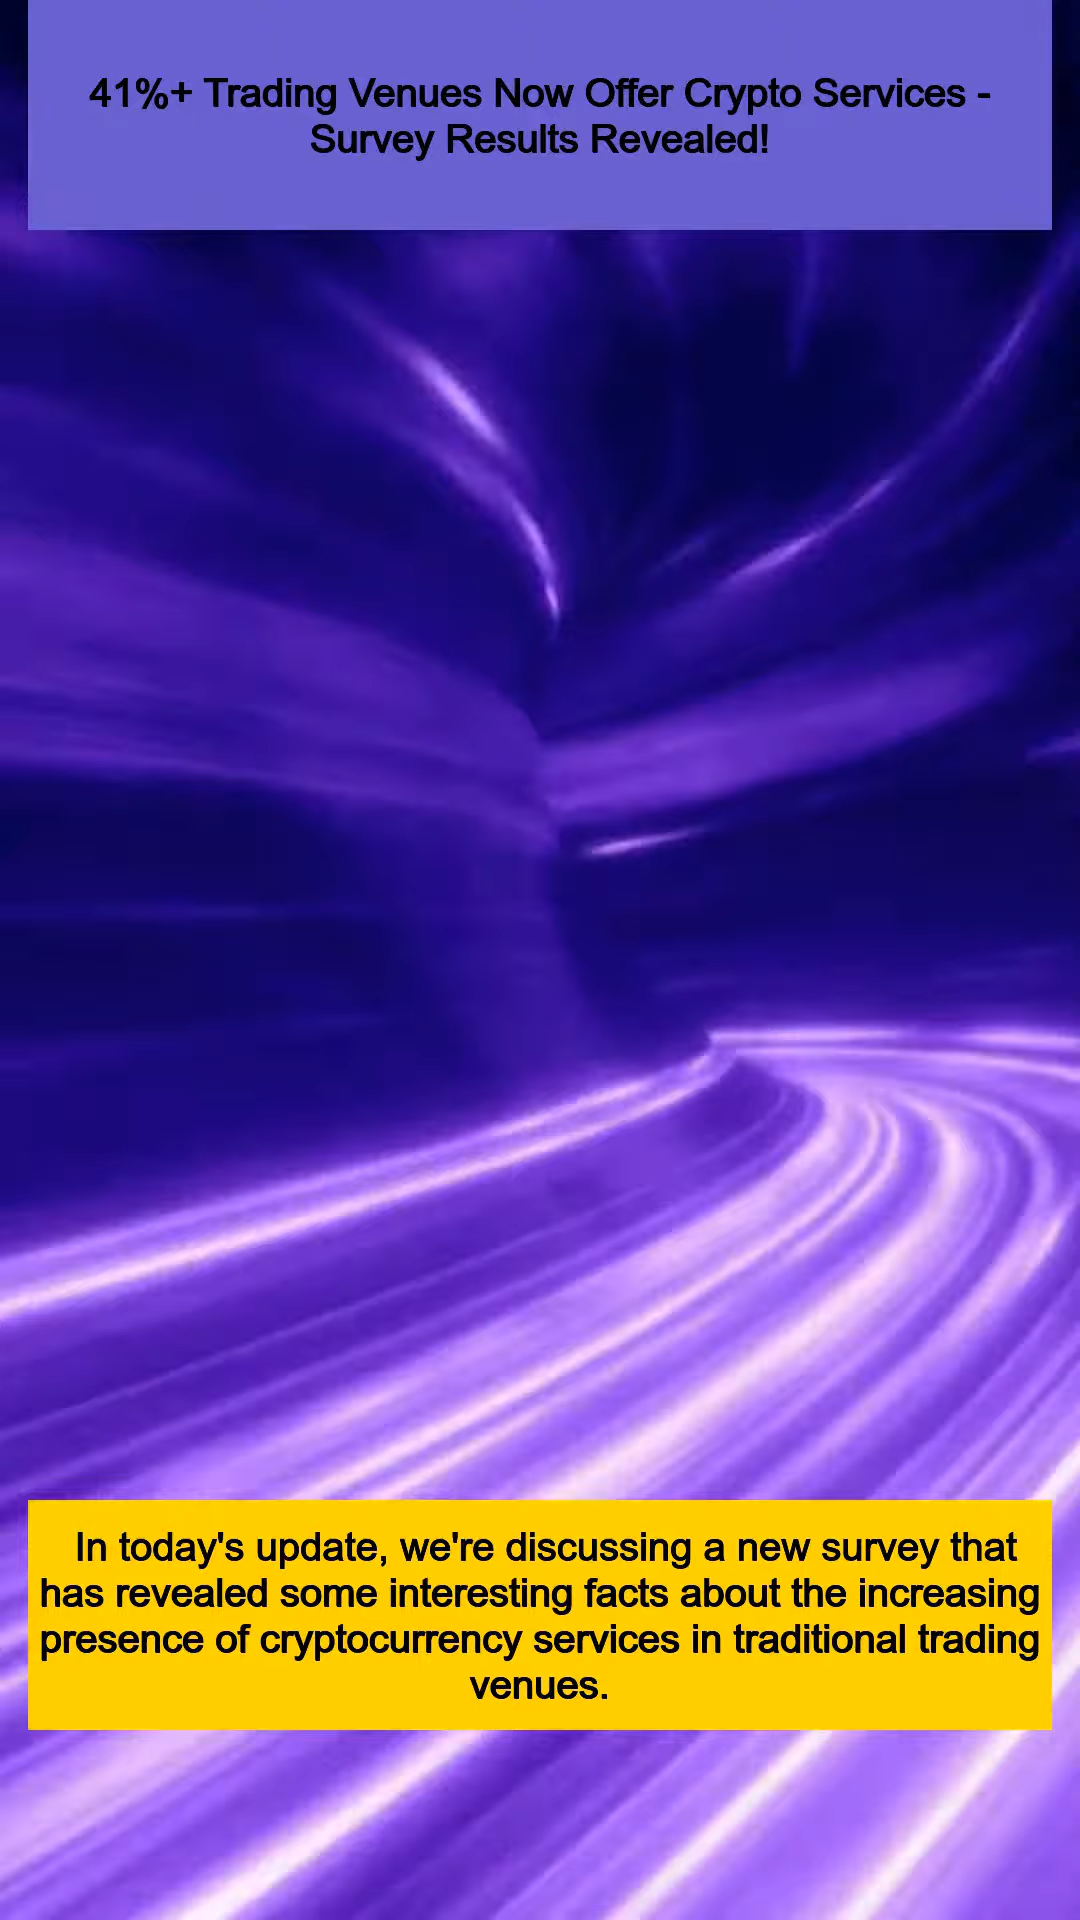 41%+ Trading Venues Now Offer Crypto Services -
Survey Results Revealed!
In today's update, we're discussing a new survey that
has revealed some interesting facts about the increasing
presence of cryptocurrency services in traditional trading
venues.